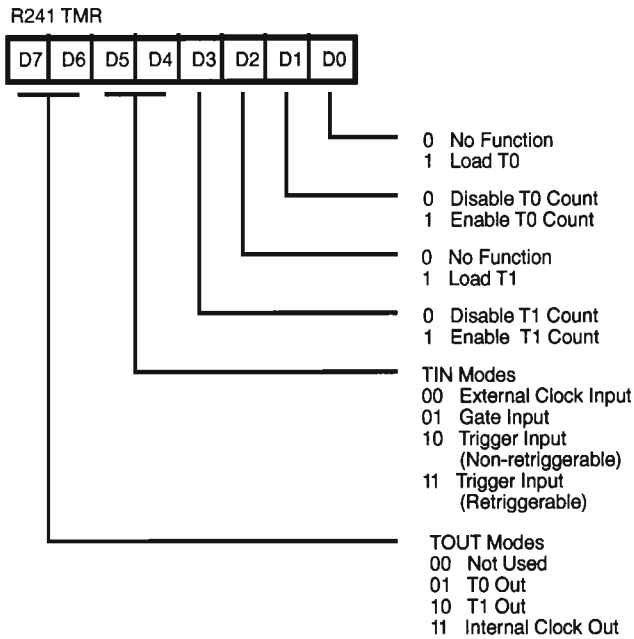 R241 TMR
D7 D6 D5 D4 D3 D2 D1 D0
0 No Function
1 Load T0
0 Disable T0 Count
1 Enable T0 Count
0 No Function
1 Load T1
0 Disable T1 Count
1 Enable T1 Count
TIN Modes
00 External Clock Input
01 Gate Input
10 Trigger Input
(Non-retriggerable)
11 Trigger Input
(Retriggerable)
TOUT Modes
00 Not Used
01 T0 Out
10 T1 Out
11 Internal Clock Out